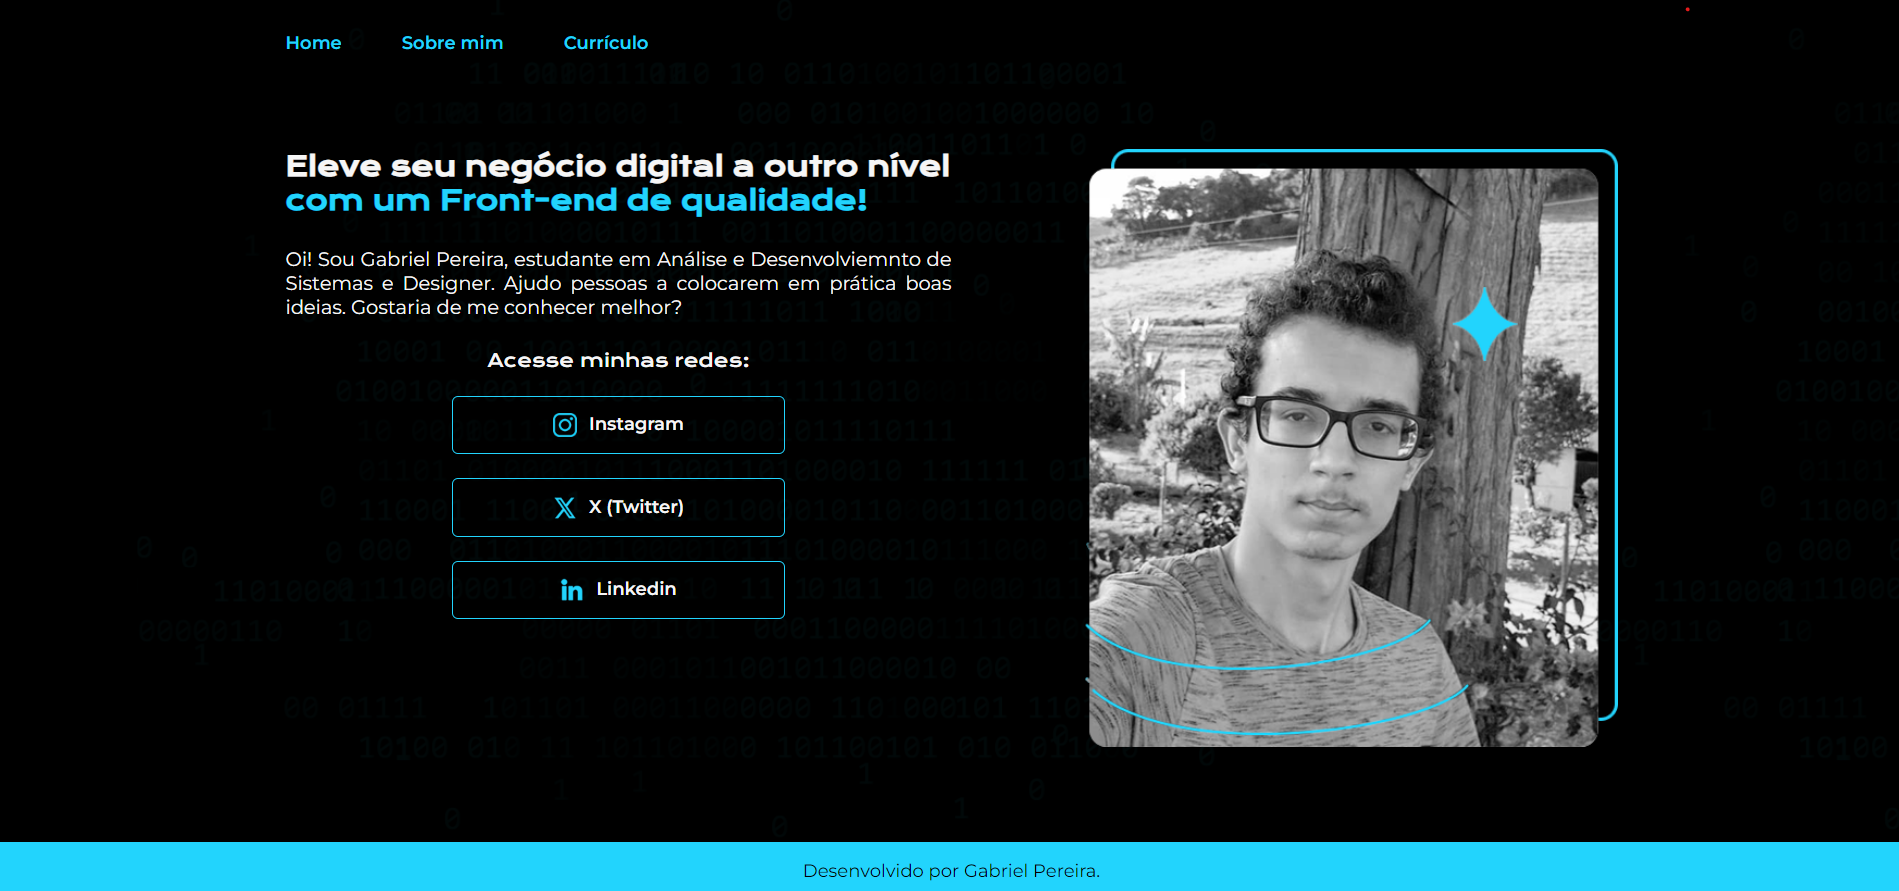 Home Sobre mim Currículo
Eleve seu negócio digital a outro nível
com um Front-end de qualidade!
Oi! Sou Gabriel Pereira, estudante em Análise e Desenvolviemnto de
Sistemas e Designer. Ajudo pessoas a colocarem em prática boas
ideias. Gostaria de me conhecer melhor?
Acesse minhas redes:
Instagram
X (Twitter)
Linkedin
Desenvolvido por Gabriel Pereira.